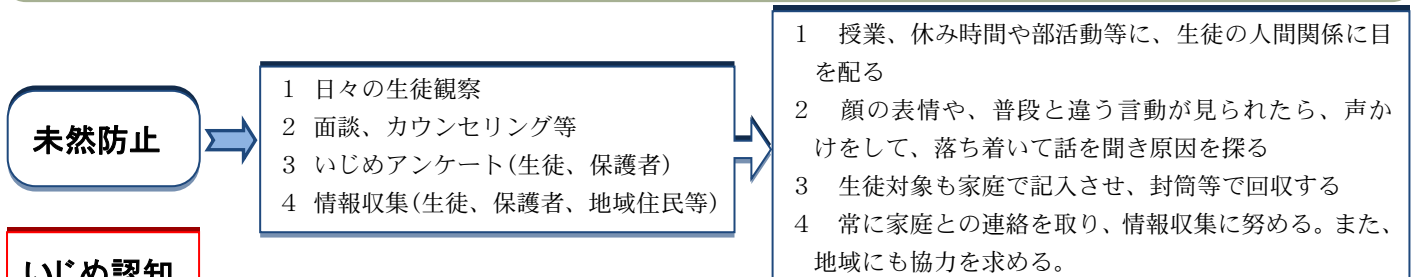 未然防止
1 日々の生徒観察
2 面談、カウンセリング等
3 いじめアンケート(生徒、保護者)
4 情報収集(生徒、保護者、地域住民等)
1 授業、休み時間や部活動等に、生徒の人間関係に目
を配る
2 顔の表情や、普段と違う言動が見られたら、声か
けをして、落ち着いて話を聞き原因を探る
3 生徒対象も家庭で記入させ、封筒等で回収する
4 常に家庭との連絡を取り、情報収集に努める。また、
地域にも協力を求める。
いじめ認知